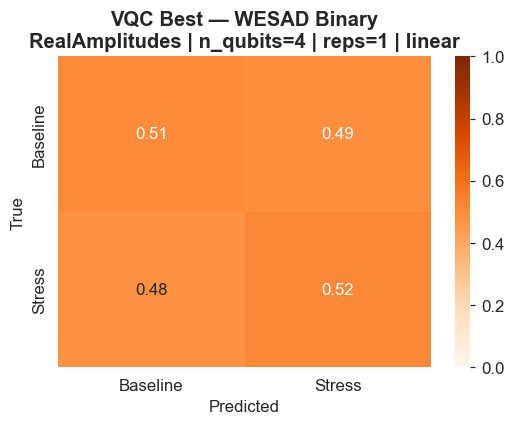 VQC Best — WESAD Binary
RealAmplitudes | n_qubits=4 | reps=1 | linear
True
Baseline
0.51
0.49
Stress
0.48
0.52
Baseline
Stress
Predicted
1.0
0.8
0.6
0.4
0.2
0.0